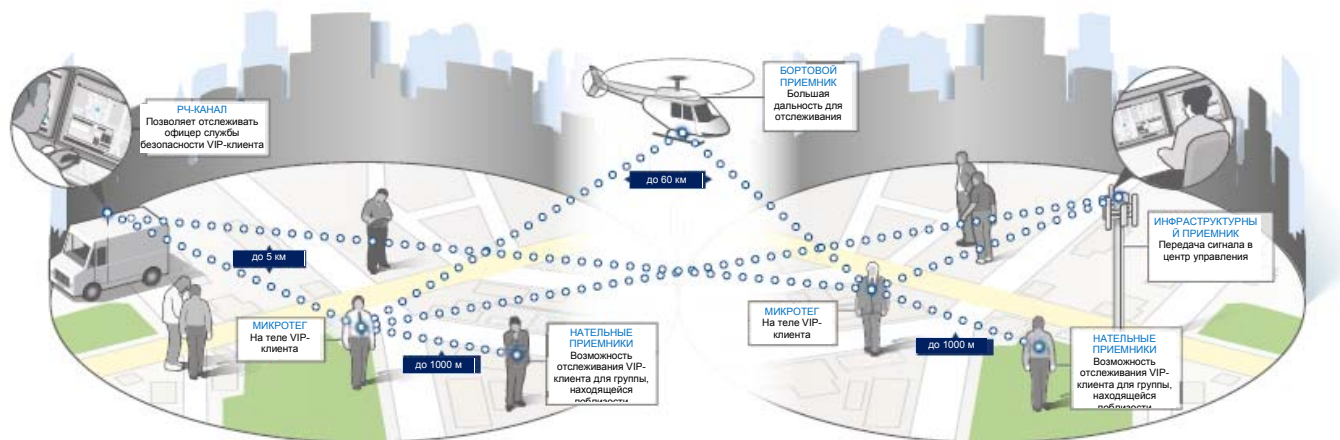 БОРТОВОЙ
ПРИЕМНИК
Большая
дальность для
отслеживания
РЧ-КАНАЛ
Позволяет отслеживать
офицер службы
безопасности VIP-клиента
до 60 км
ИНФРАСТРУКТУРНЫ
Й ПРИЕМНИК
Передача сигнала в
центр управления
до 5 км
МИКРОТЕГ
На теле VIP-
клиента
до 1000 м
НАТЕЛЬНЫЕ
ПРИЕМНИКИ
Возможность
отслеживания VIP-
клиента для группы,
находящейся
поблизости
МИКРОТЕГ
На теле VIP-
клиента
до 1000 м
НАТЕЛЬНЫЕ
ПРИЕМНИКИ
Возможность
отслеживания VIP-
клиента для группы,
находящейся
поблизости